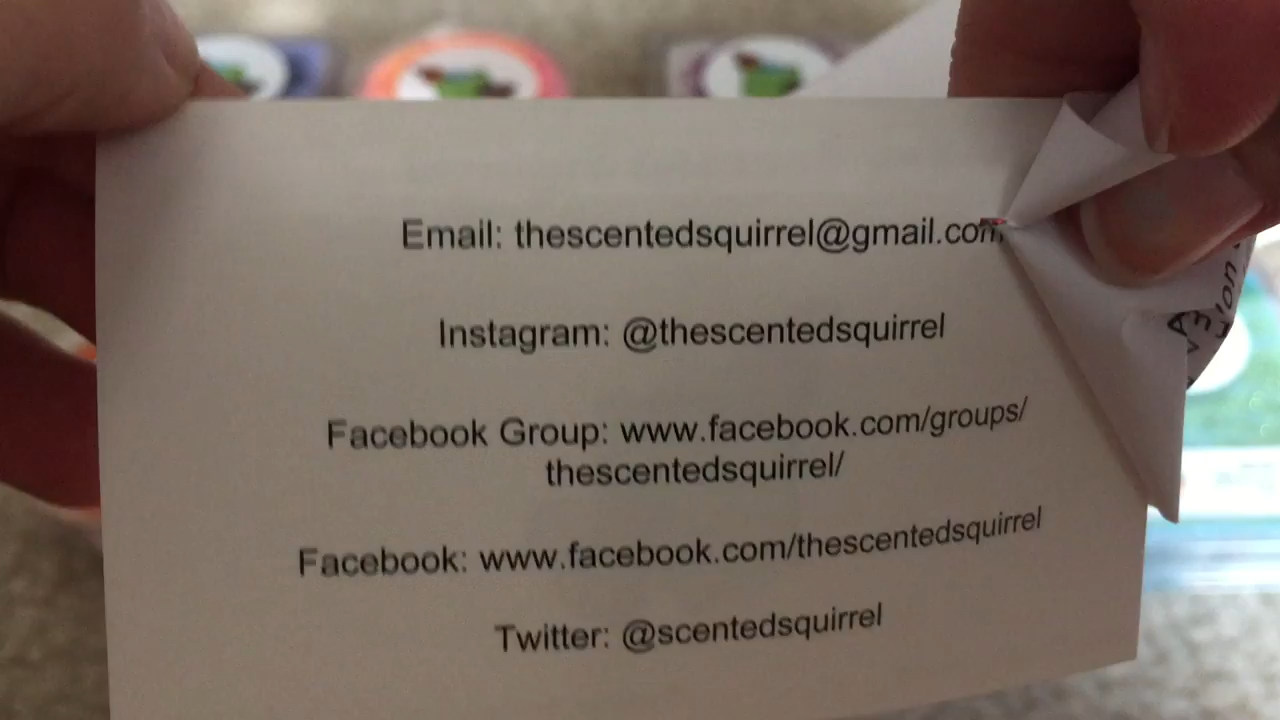 Email: thescentedsquirrel@gmail.com
Instagram: @thescentedsquirrel
Facebook Group: www.facebook.com/groups/
thescentedsquirrel/
Facebook: www.facebook.com/thescentedsquirrel
Twitter: @scentedsquirrel